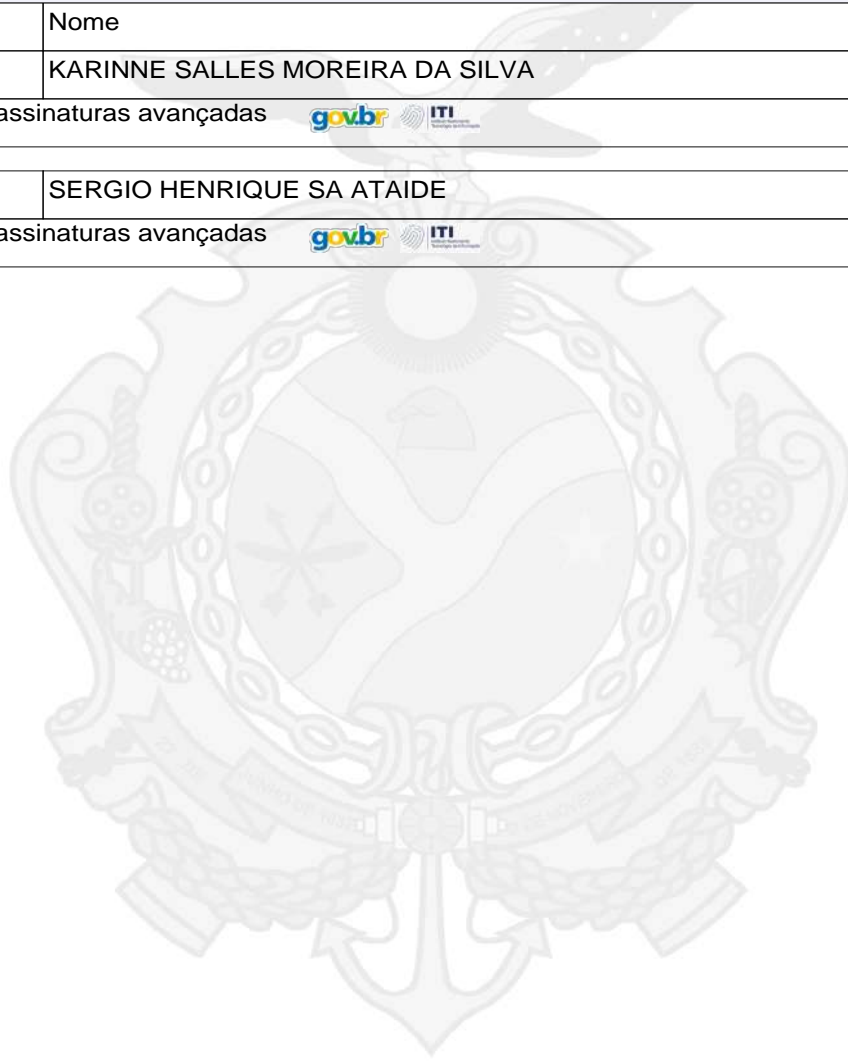 Nome
KARINNE SALLES MOREIRA DA SILVA
assinaturas avançadas gov.br ITI
SERGIO HENRIQUE SA ATAIDE
assinaturas avançadas gov.br ITI